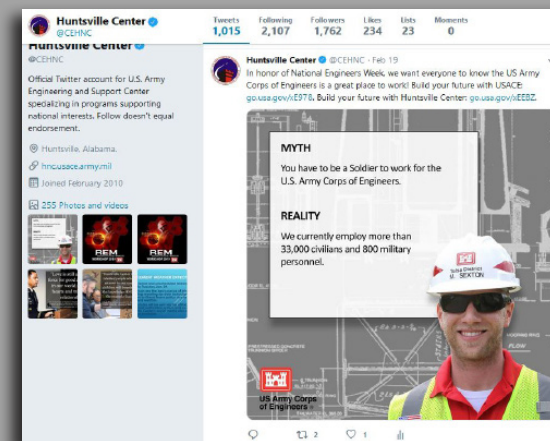 Huntsville Center
@CEHNC
Tweets Following Followers Likes Lists Moments
1,015 2,107 1,762 234 23 0
Huntsville Center
@CEHNC
Official Twitter account for U.S. Army
Engineering and Support Center
specializing in programs supporting
national interests. Follow doesn't equal
endorsement.
Huntsville, Alabama.
hnc.usace.army.mil
Joined February 2010
255 Photos and videos
REM
REM
Huntsville Center @CEHNC · Feb 19
In honor of National Engineers Week, we want everyone to know the US Army
Corps of Engineers is a great place to work! Build your future with USACE:
go.usa.gov/xE978. Build your future with Huntsville Center: go.usa.gov/xEEBZ.
MYTH
You have to be a Soldier to work for the
U.S. Army Corps of Engineers.
REALITY
We currently employ more than
33,000 civilians and 800 military
personnel.
Tulsa District
SEXTON
FLOW
US Army Corps
of Engineers
2 1